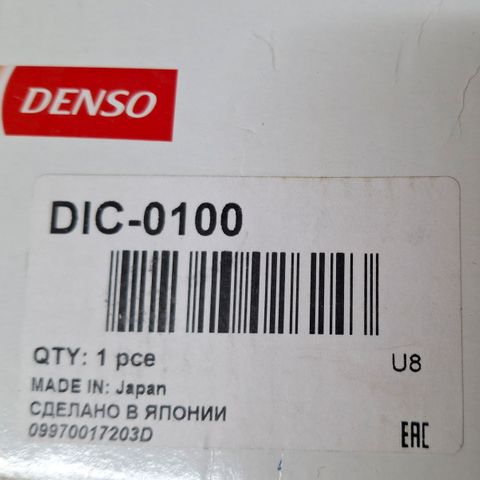 DENSO
DIC-0100
QTY: 1 pce
U8
MADE IN: Japan
СДЕЛАНО В ЯПОНИИ
09970017203D
EAC